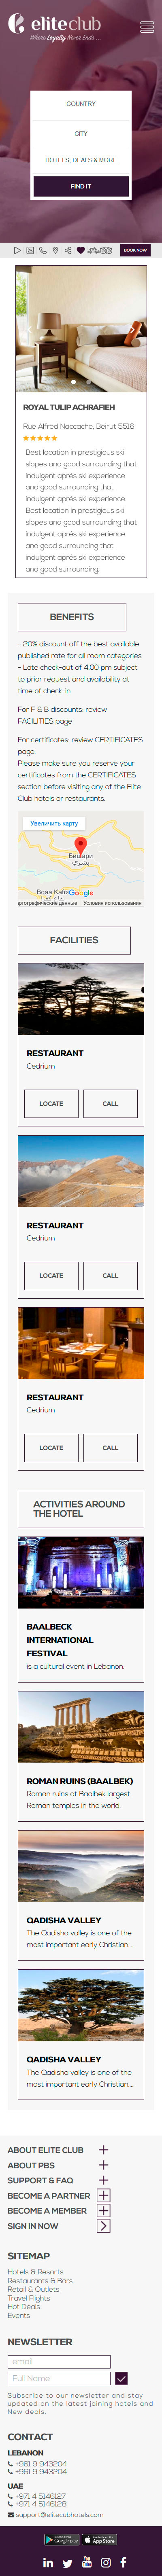 eliteclub
Where Loyalty Never Ends ...
COUNTRY
CITY
HOTELS, DEALS & MORE
FIND IT
BOOK NOW
ROYAL TULIP ACHRAFIEH
Rue Alfred Naccache, Beirut 5516
Best location in prestigious ski
slopes and good surrounding that
indulgent après ski experience.
and good surrounding that
indulgent après ski experience.
Best location in prestigious ski
slopes and good surrounding that
indulgent après ski experience.
and good surrounding that
indulgent après ski experience
and good surrounding.
BENEFITS
- 20% discount off the best available
published rate for all room categories
- Late check-out of 4.00 pm subject
to prior request and availability at
time of check-in
For F & B discounts: review
FACILITIES page
For certificates: review CERTIFICATES
page.
Please make sure you reserve your
certificates from the CERTIFICATES
section before visiting any of the Elite
Club hotels or restaurants.
Увеличить карту
Бишари
بشري
Bqaa Kafra
Google
ртографические данные Условия использования
FACILITIES
RESTAURANT
Cedrium
LOCATE CALL
RESTAURANT
Cedrium
LOCATE CALL
RESTAURANT
Cedrium
LOCATE CALL
ACTIVITIES AROUND
THE HOTEL
BAALBECK
INTERNATIONAL
FESTIVAL
is a cultural event in Lebanon.
ROMAN RUINS (BAALBEK)
Roman ruins at Baalbek largest
Roman temples in the world.
QADISHA VALLEY
The Qadisha valley is one of the
most important early Christian...
QADISHA VALLEY
The Qadisha valley is one of the
most important early Christian...
ABOUT ELITE CLUB
ABOUT PBS
SUPPORT & FAQ
BECOME A PARTNER
BECOME A MEMBER
SIGN IN NOW
SITEMAP
Hotels & Resorts
Restaurants & Bars
Retail & Outlets
Travel Flights
Hot Deals
Events
NEWSLETTER
email
Full Name
Subscribe to our newsletter and stay
updated on the latest joining hotels and
New deals.
CONTACT
LEBANON
+961 9 943204
+961 9 943204
UAE
+971 4 5146127
+971 4 5146128
support@elitecubhotels.com
Google play App Store